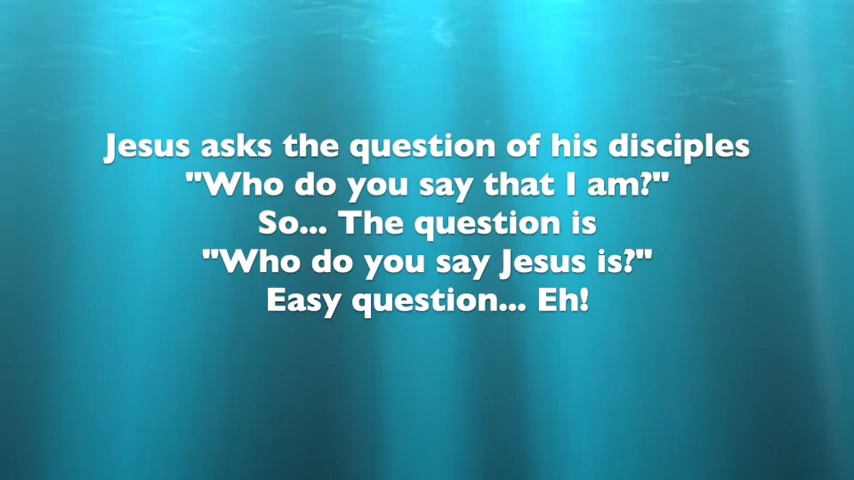 Jesus asks the question of his disciples
"Who do you say that I am?"
So... The question is
"Who do you say Jesus is?"
Easy question... Eh!